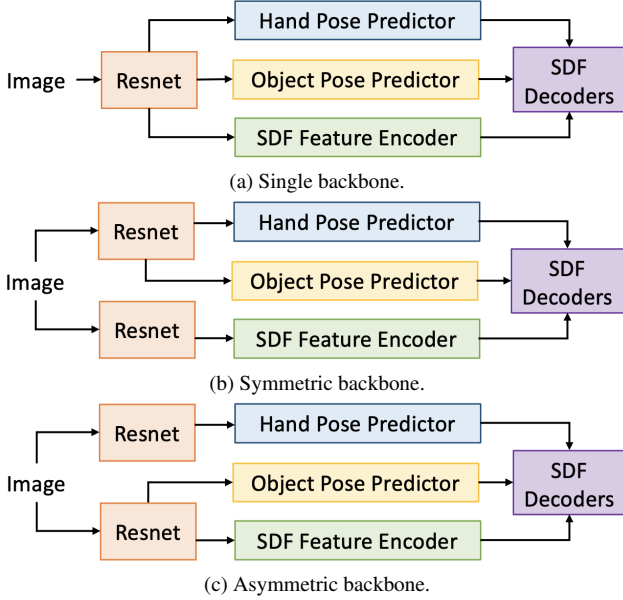 Hand Pose Predictor
Image
Resnet
Object Pose Predictor
SDF
Decoders
SDF Feature Encoder
(a) Single backbone.
Resnet
Hand Pose Predictor
Image
Object Pose Predictor
SDF
Decoders
Resnet
SDF Feature Encoder
(b) Symmetric backbone.
Resnet
Hand Pose Predictor
Image
Object Pose Predictor
SDF
Decoders
Resnet
SDF Feature Encoder
(c) Asymmetric backbone.